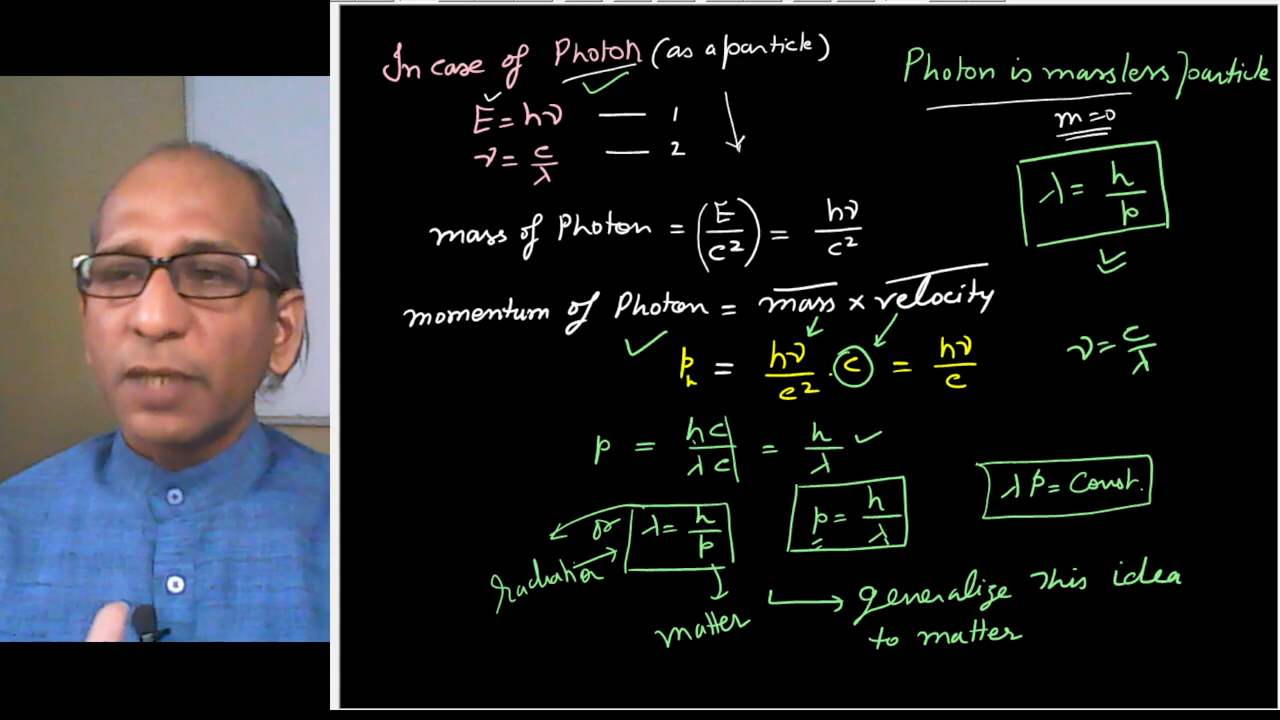 In case of Photon (as a particle)
Photon is massless particle
m=0
E = hν — 1
ν = c/λ — 2
λ = h/p
mass of Photon = (E/c²) = hν/c²
momentum of Photon = mass × velocity
p = hν/c² · c = hν/c
ν = c/λ
p = hc/λc = h/λ
λp = Const.
or λ = h/p
p = h/λ
radiation
matter
generalize this idea
to matter